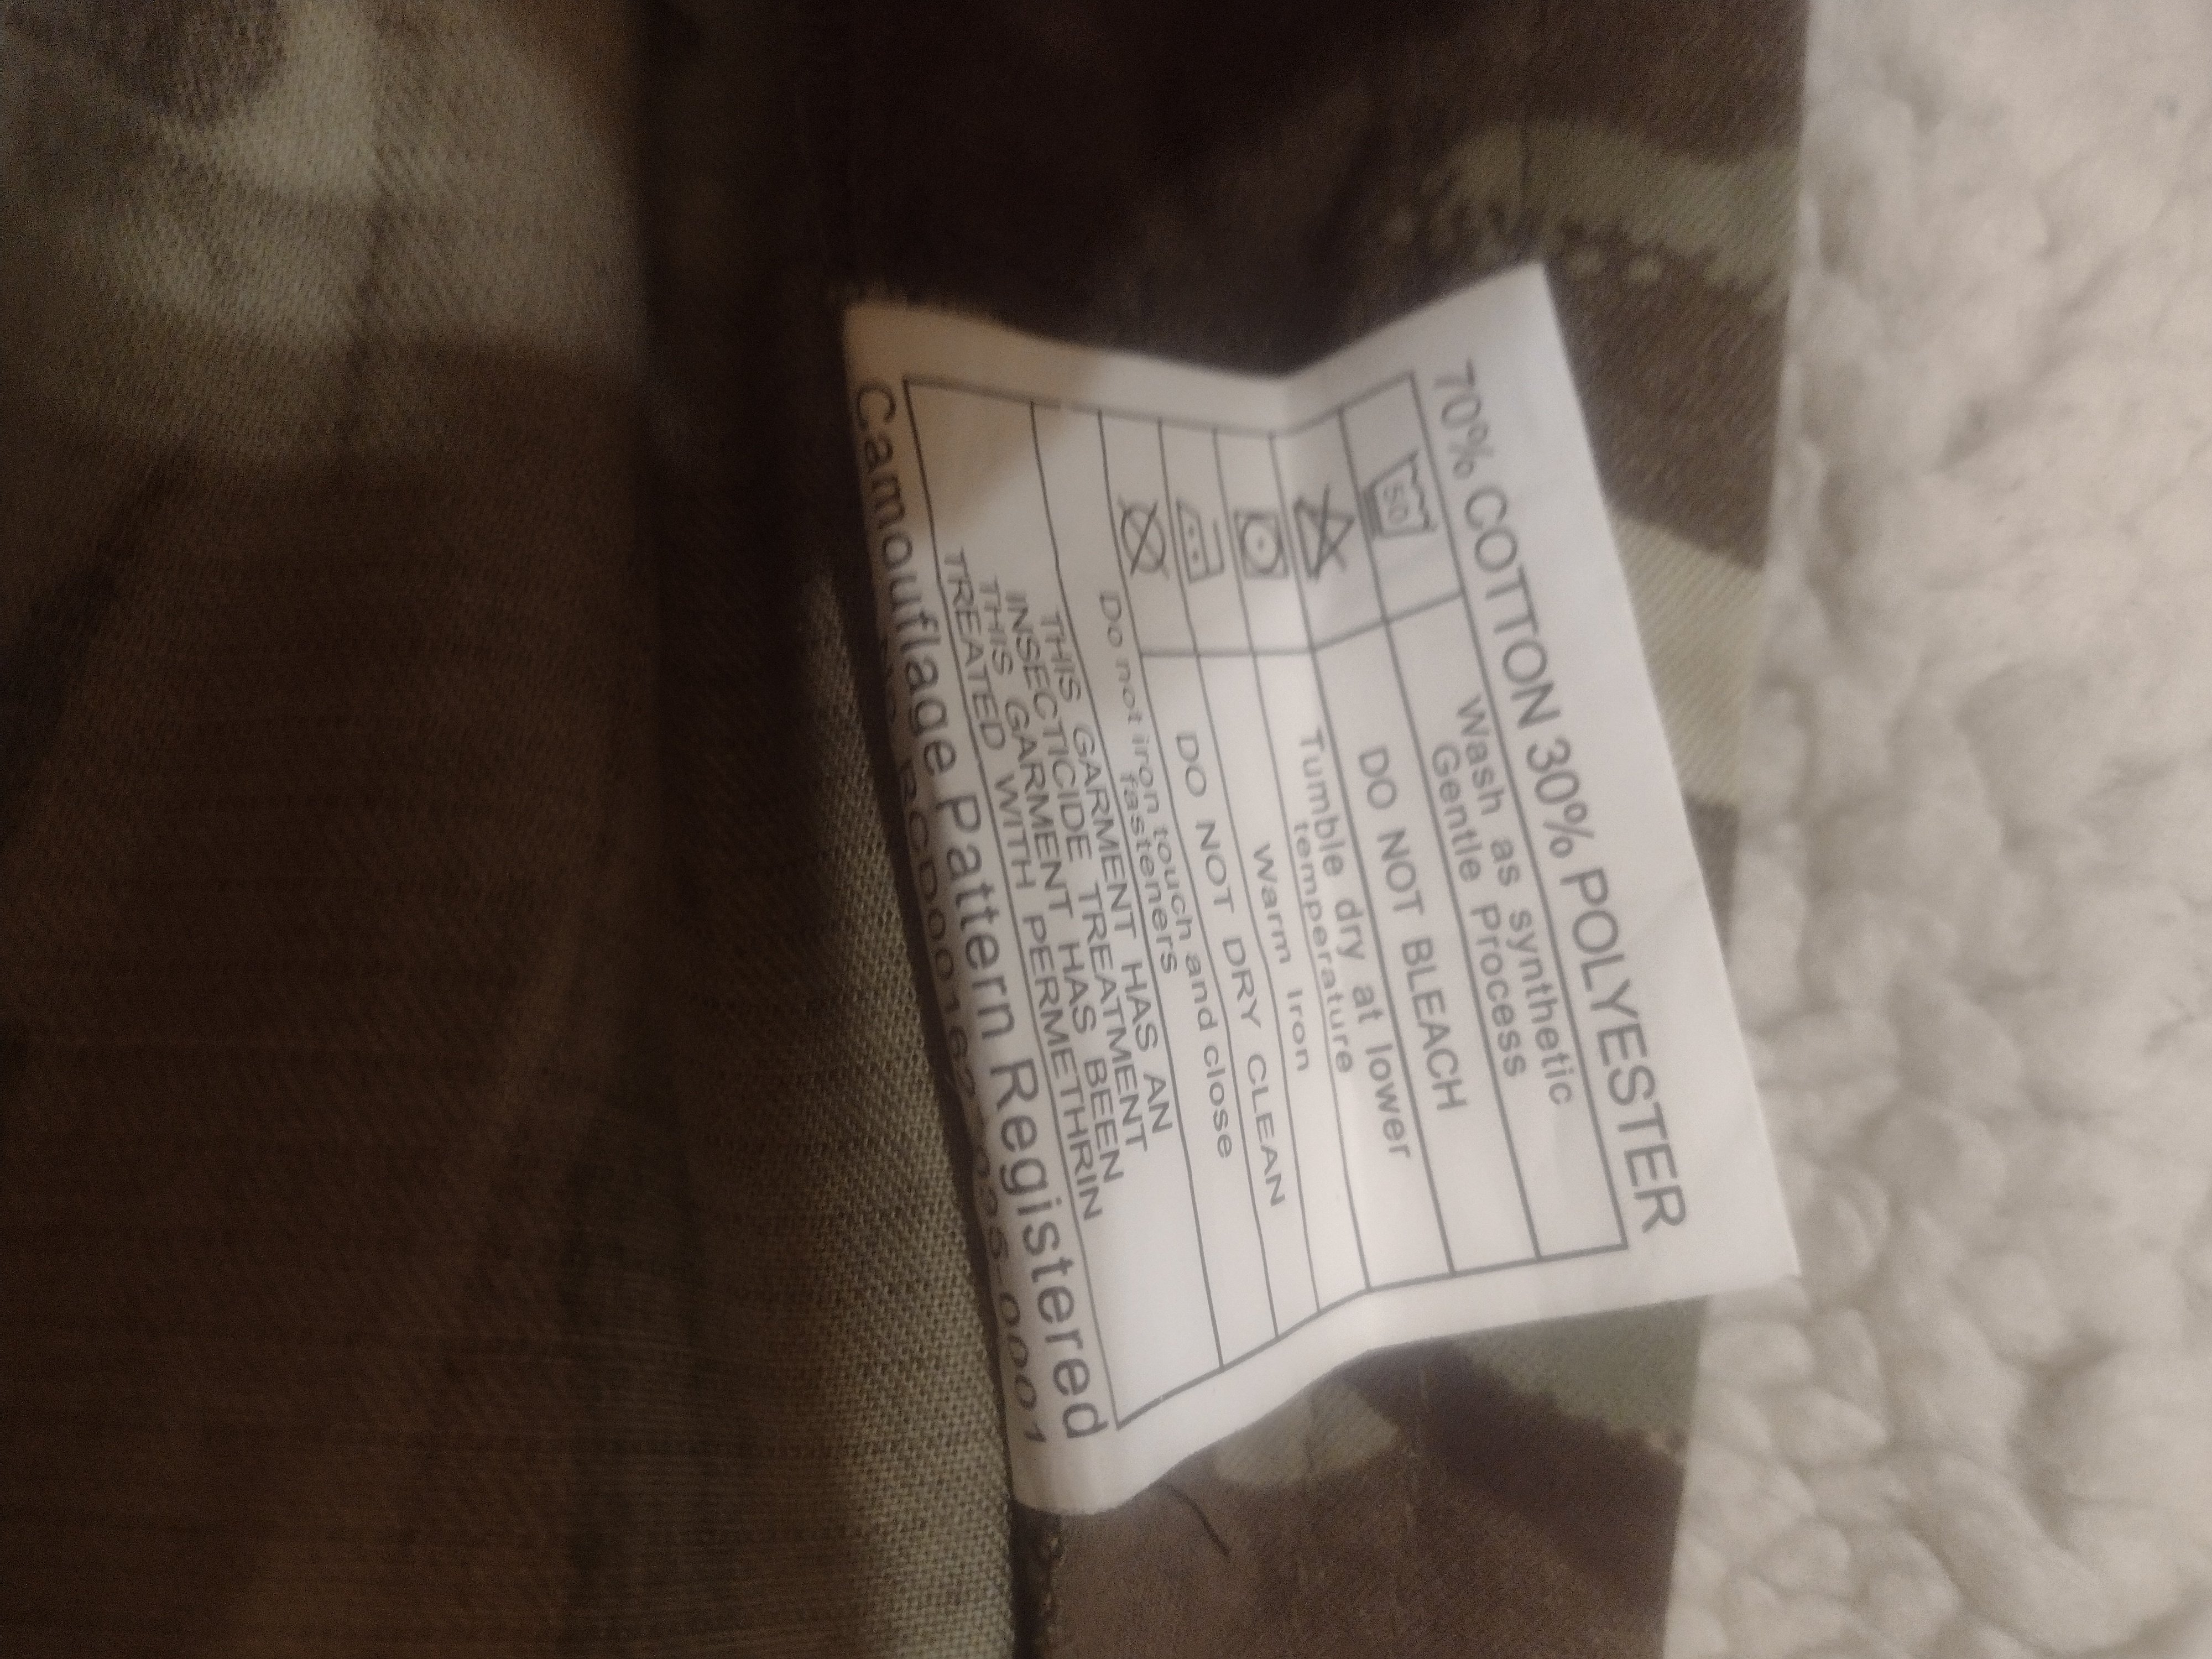 70% COTTON 30% POLYESTER
50
Wash as synthetic
Gentle Process
DO NOT BLEACH
Tumble dry at lower
temperature
Warm Iron
DO NOT DRY CLEAN
Do not iron touch and close
fasteners
THIS GARMENT HAS AN
INSECTICIDE TREATMENT
THIS GARMENT HAS BEEN
TREATED WITH PERMETHRIN
Camouflage Pattern Registered